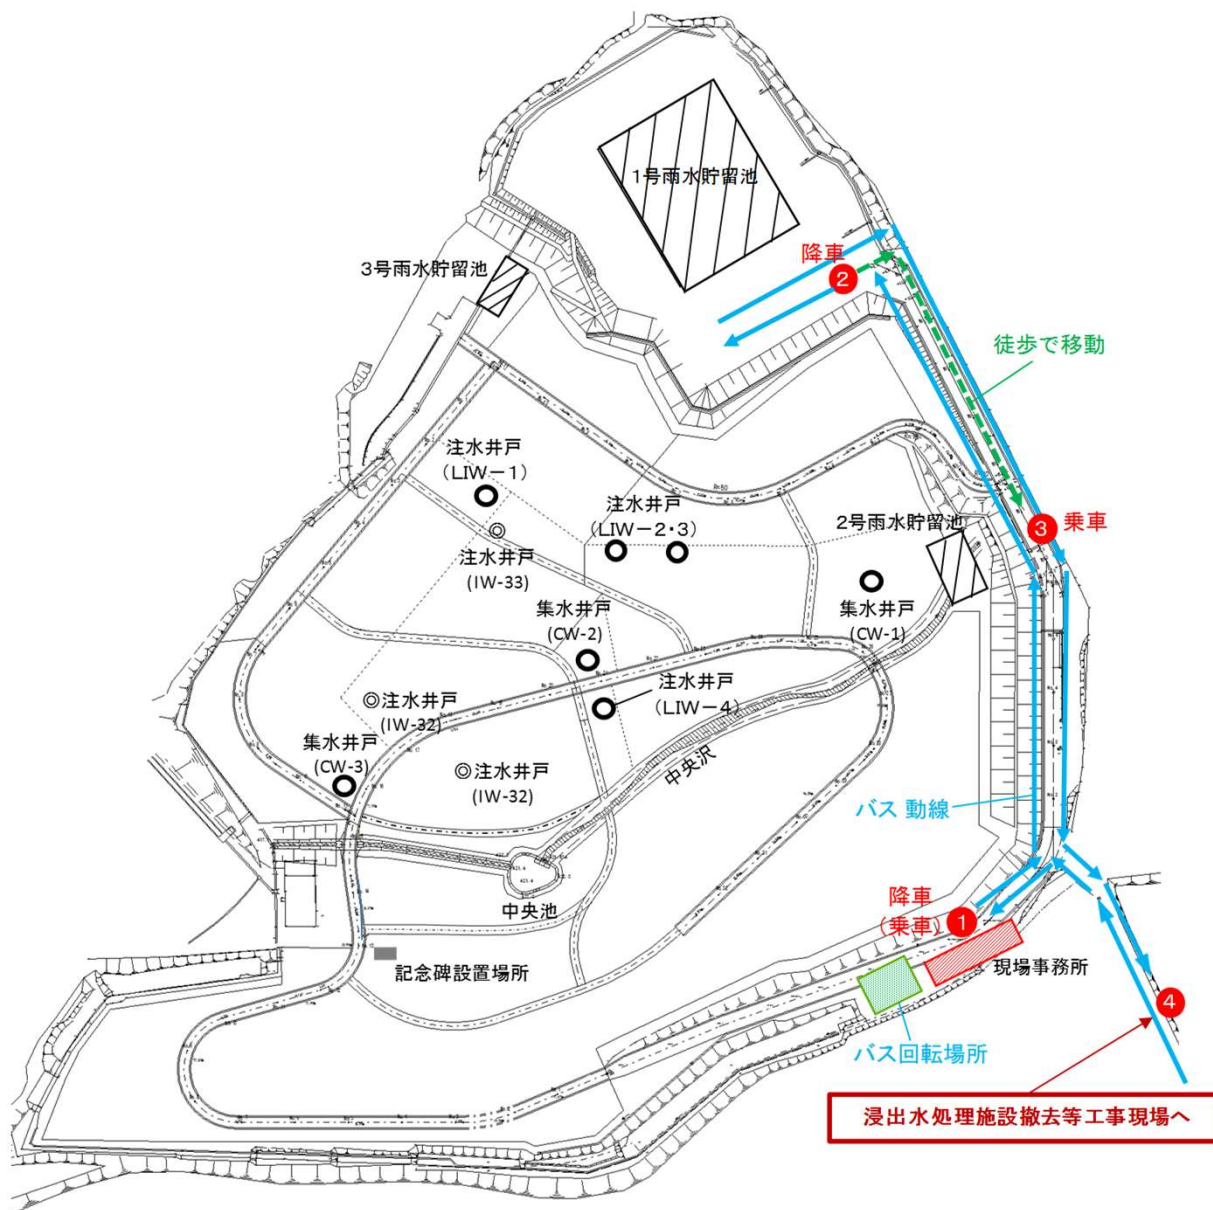 1号雨水貯留池
降車
2
3号雨水貯留池
徒歩で移動
注水井戸
(LIW－1)
注水井戸
(LIW－2・3)
2号雨水貯留池
3 乗車
注水井戸
(IW-33)
集水井戸
(CW-2)
集水井戸
(CW-1)
注水井戸
(LIW－4)
注水井戸
(IW-32)
集水井戸
(CW-3)
注水井戸
(IW-32)
中央沢
バス 動線
中央池
降車
(乗車)
1
現場事務所
記念碑設置場所
4
バス回転場所
浸出水処理施設撤去等工事現場へ